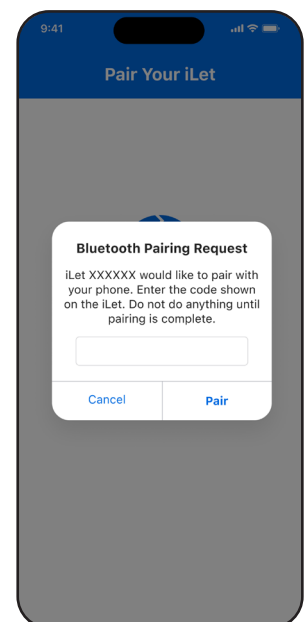 9:41
Pair Your iLet
Bluetooth Pairing Request
iLet XXXXXX would like to pair with
your phone. Enter the code shown
on the iLet. Do not do anything until
pairing is complete.
Cancel
Pair